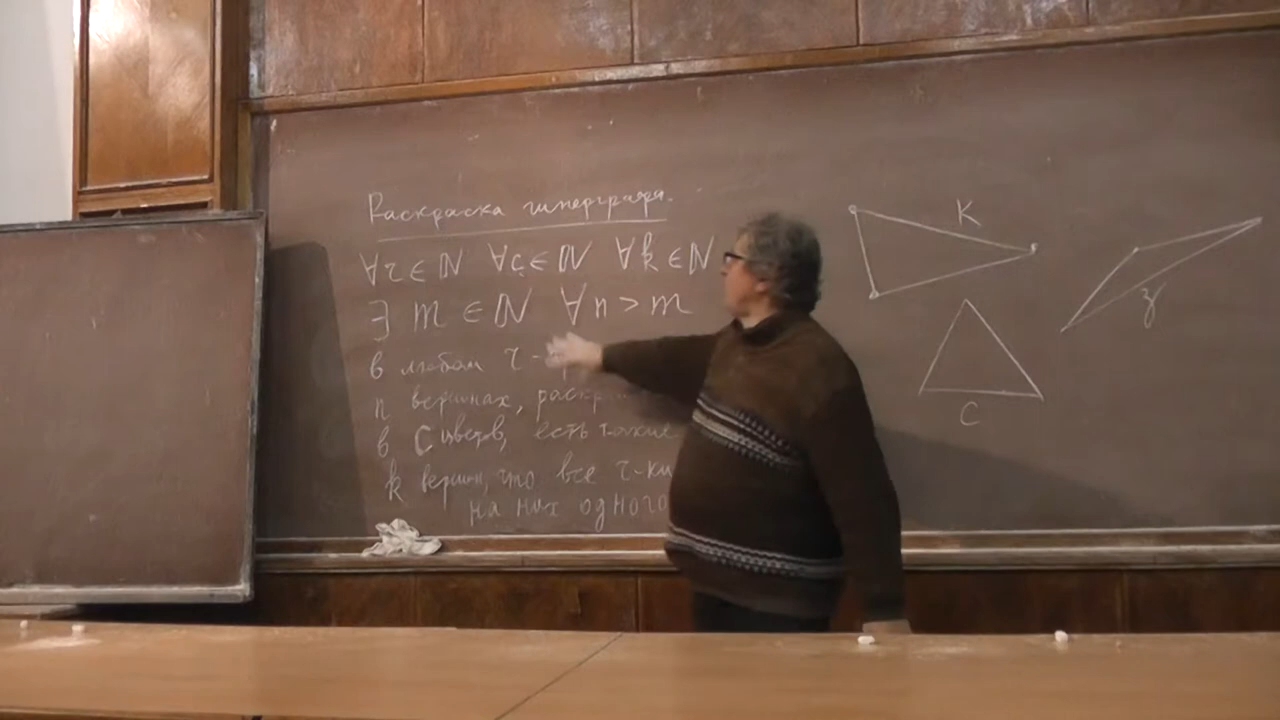 Раскраска гиперграфа.
∀r∈ℕ ∀c∈ℕ ∀k∈ℕ
∃ m ∈ ℕ ∀n > m
в любом r-
n вершинах, раскр
в C цветов, есть такие
k вершин, что все r-ки
на них одного
К
С
З